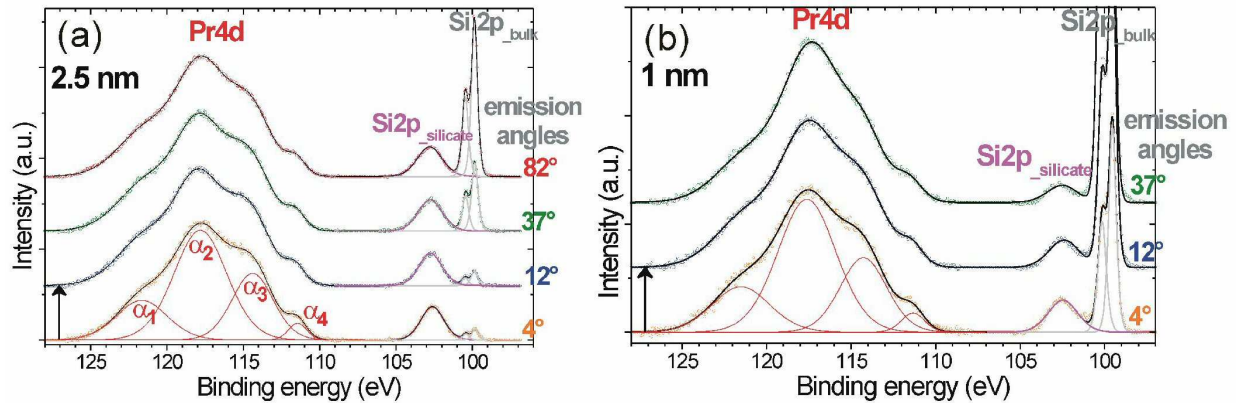 (a)
2.5 nm
Pr4d
Si2p_bulk
Si2p_silicate
emission
angles
82°
37°
12°
4°
α1
α2
α3
α4
Intensity (a.u.)
125 120 115 110 105 100
Binding energy (eV)
(b)
1 nm
Pr4d
Si2p_bulk
Si2p_silicate
emission
angles
37°
12°
4°
Intensity (a.u.)
125 120 115 110 105 100
Binding energy (eV)